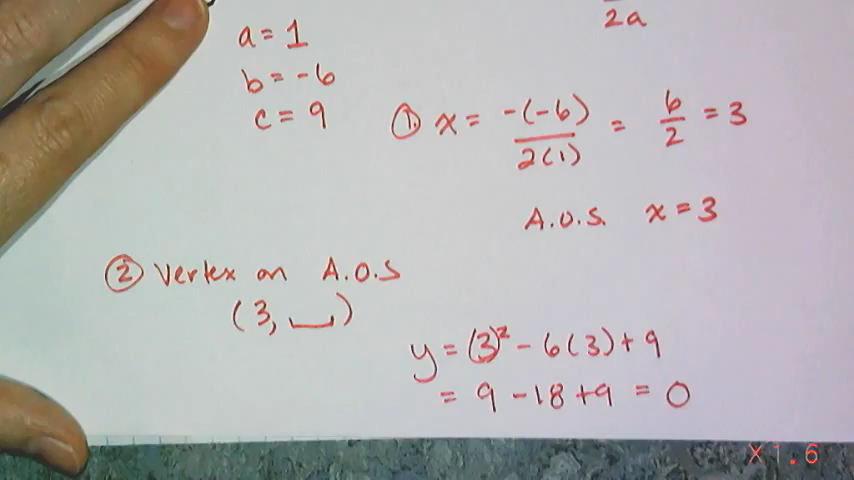 2a
a = 1
b = -6
c = 9
① x = -(-6) / 2(1) = 6/2 = 3
A.O.S. x = 3
② Vertex on A.O.S
(3, __)
y = (3)² - 6(3) + 9
= 9 - 18 + 9 = 0
X1.6